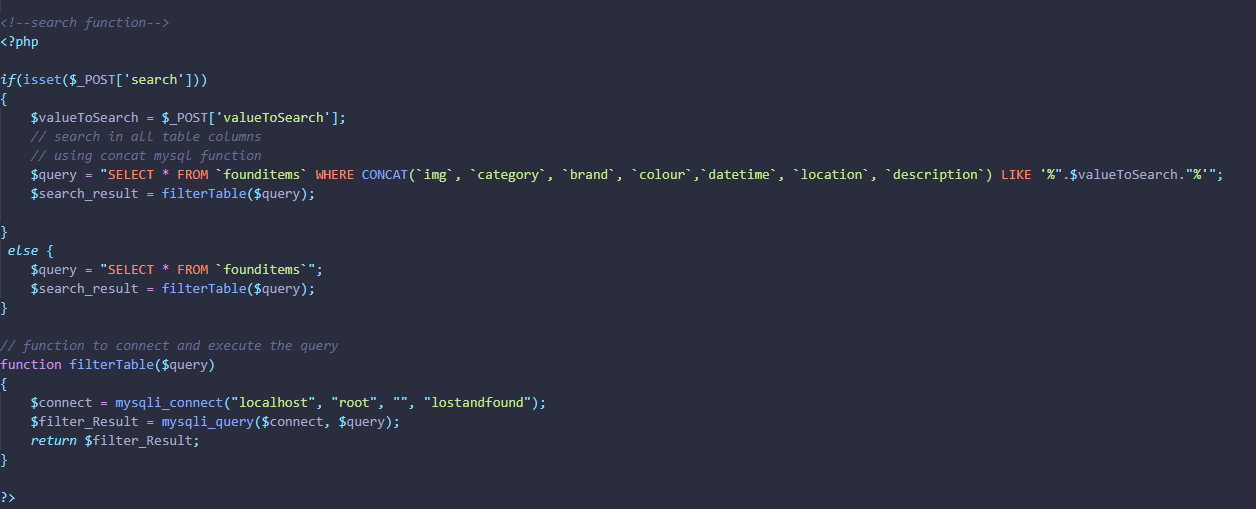 <!--search function-->
<?php
if(isset($_POST['search']))
{
$valueToSearch = $_POST['valueToSearch'];
// search in all table columns
// using concat mysql function
$query = "SELECT * FROM `founditems` WHERE CONCAT(`img`, `category`, `brand`, `colour`,`datetime`, `location`, `description`) LIKE '%".$valueToSearch."%'";
$search_result = filterTable($query);
}
else {
$query = "SELECT * FROM `founditems`";
$search_result = filterTable($query);
}
// function to connect and execute the query
function filterTable($query)
{
$connect = mysqli_connect("localhost", "root", "", "lostandfound");
$filter_Result = mysqli_query($connect, $query);
return $filter_Result;
}
?>